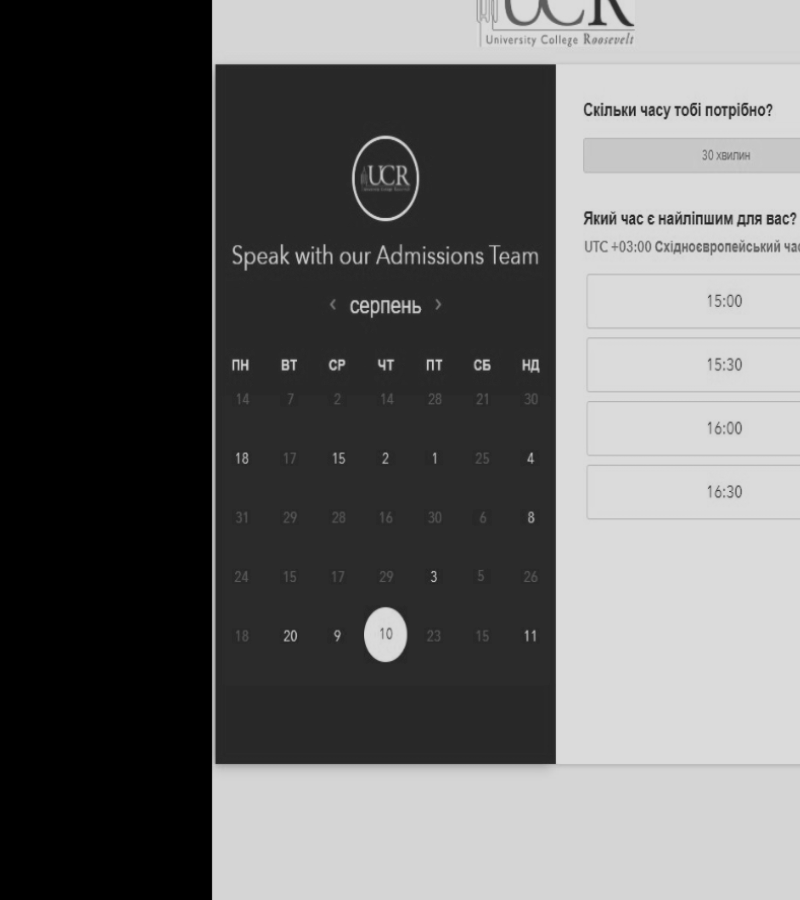 UCR
University College Roosevelt
UCR
Speak with our Admissions Team
‹ серпень ›
ПН ВТ СР ЧТ ПТ СБ НД
14 7 2 14 28 21 30
18 17 15 2 1 25 4
31 29 28 16 30 6 8
24 15 17 29 3 5 26
18 20 9 10 23 15 11
Скільки часу тобі потрібно?
30 хвилин
Який час є найліпшим для вас?
UTC +03:00 Східноєвропейський час
15:00
15:30
16:00
16:30